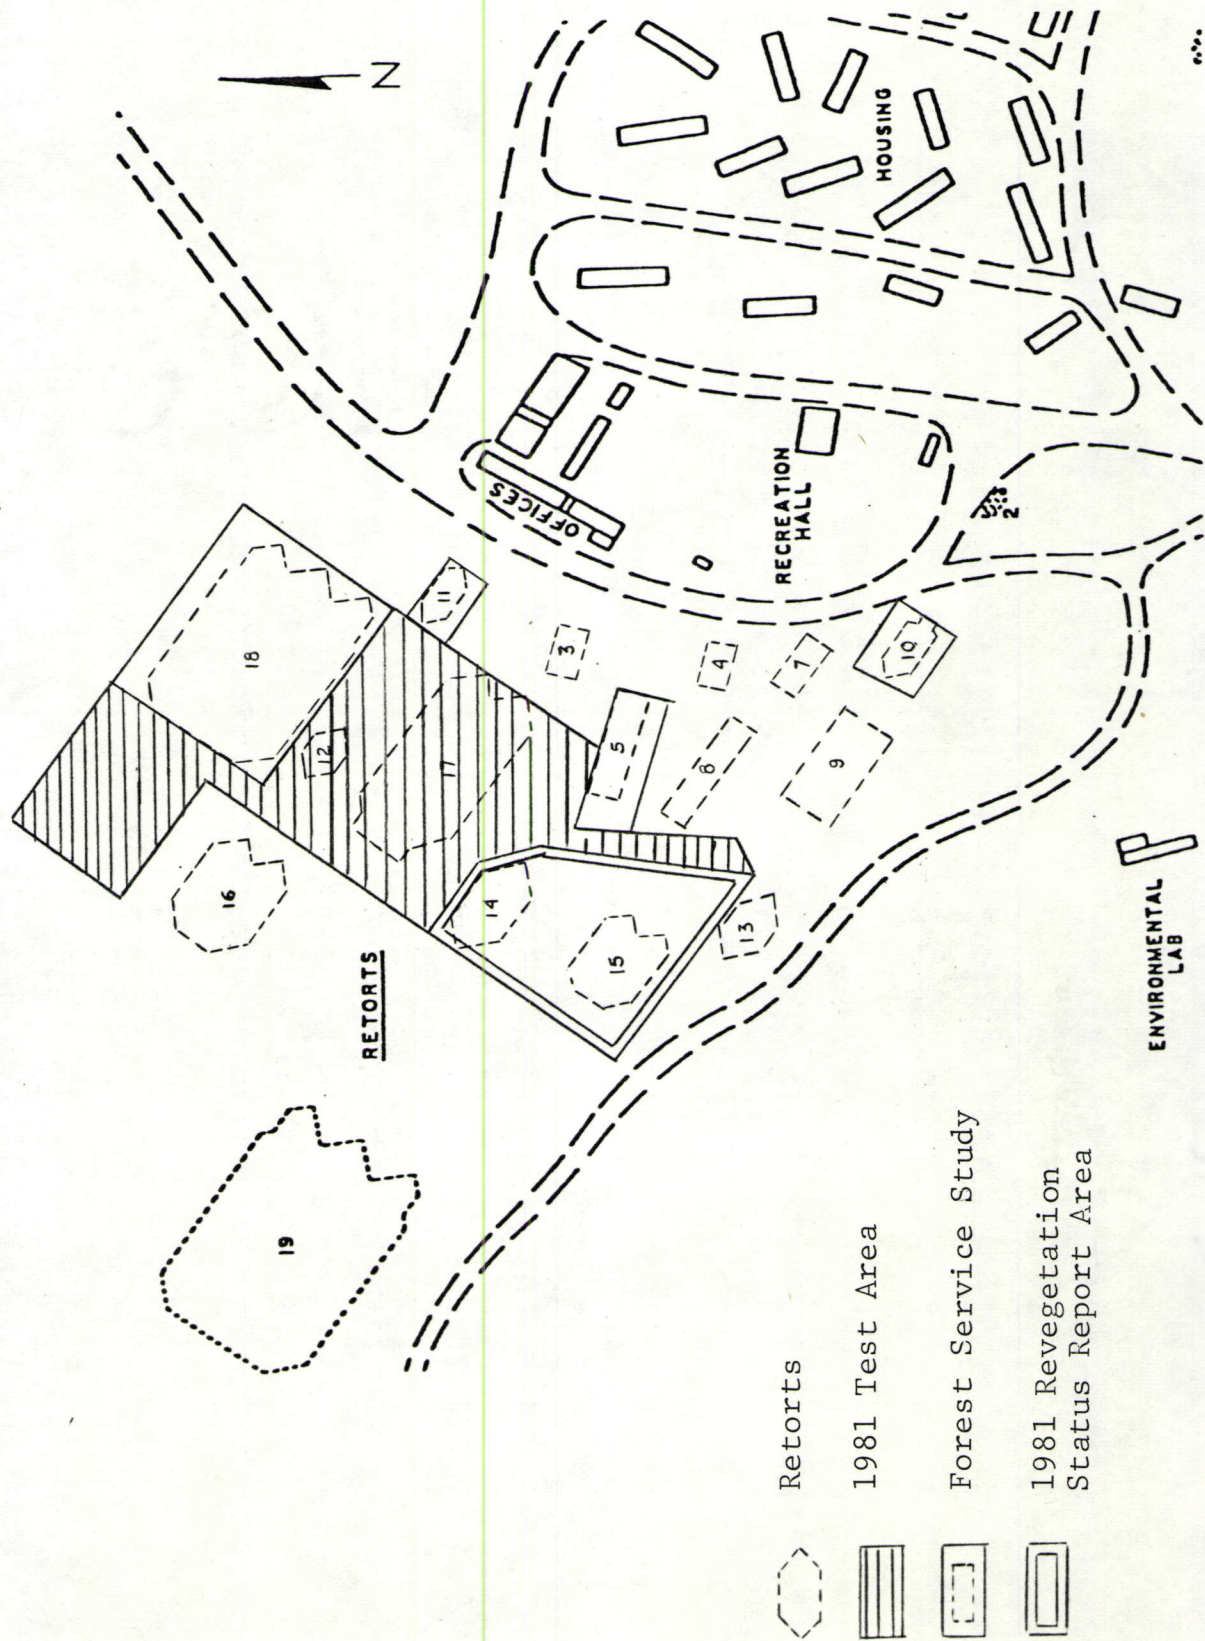 N
HOUSING
OFFICES
RECREATION
HALL
2
18
11
12
17
3
4
7
10
5
8
9
16
14
15
13
RETORTS
19
ENVIRONMENTAL
LAB
Retorts
1981 Test Area
Forest Service Study
1981 Revegetation
Status Report Area